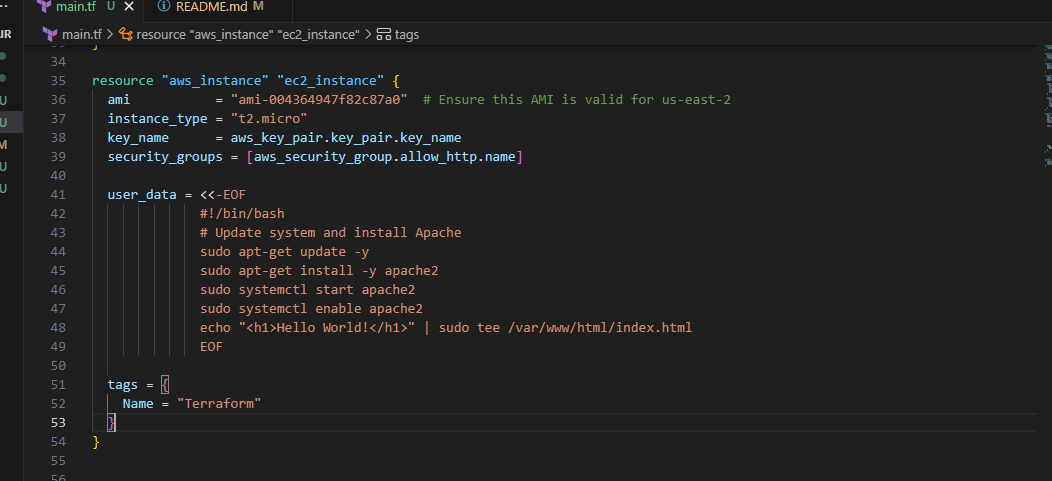 main.tf U × README.md M
IR main.tf > resource "aws_instance" "ec2_instance" > tags
34
35 resource "aws_instance" "ec2_instance" {
U 36 ami = "ami-004364947f82c87a0" # Ensure this AMI is valid for us-east-2
U 37 instance_type = "t2.micro"
M 38 key_name = aws_key_pair.key_pair.key_name
U 39 security_groups = [aws_security_group.allow_http.name]
U 40
41 user_data = <<-EOF
42 #!/bin/bash
43 # Update system and install Apache
44 sudo apt-get update -y
45 sudo apt-get install -y apache2
46 sudo systemctl start apache2
47 sudo systemctl enable apache2
48 echo "<h1>Hello World!</h1>" | sudo tee /var/www/html/index.html
49 EOF
50
51 tags = {
52 Name = "Terraform"
53 }
54 }
55